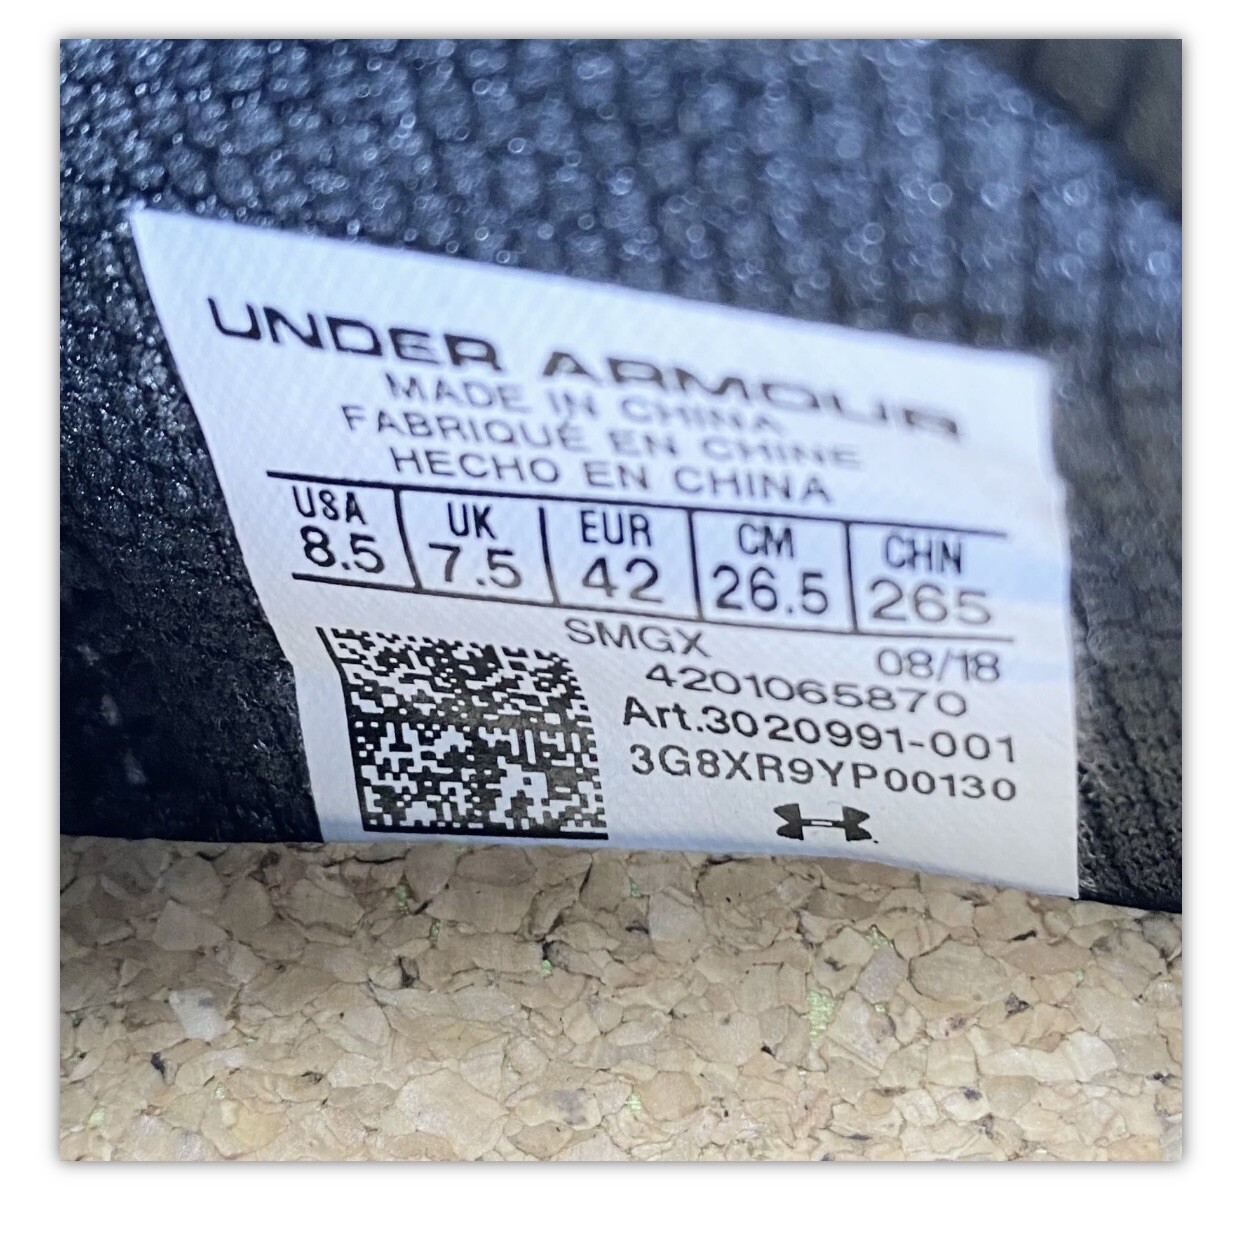 UNDER ARMOUR
MADE IN CHINA
FABRIQUÉ EN CHINE
HECHO EN CHINA
USA UK EUR CM CHN
8.5 7.5 42 26.5 265
SMGX 08/18
4201065870
Art.3020991-001
3G8XR9YP00130